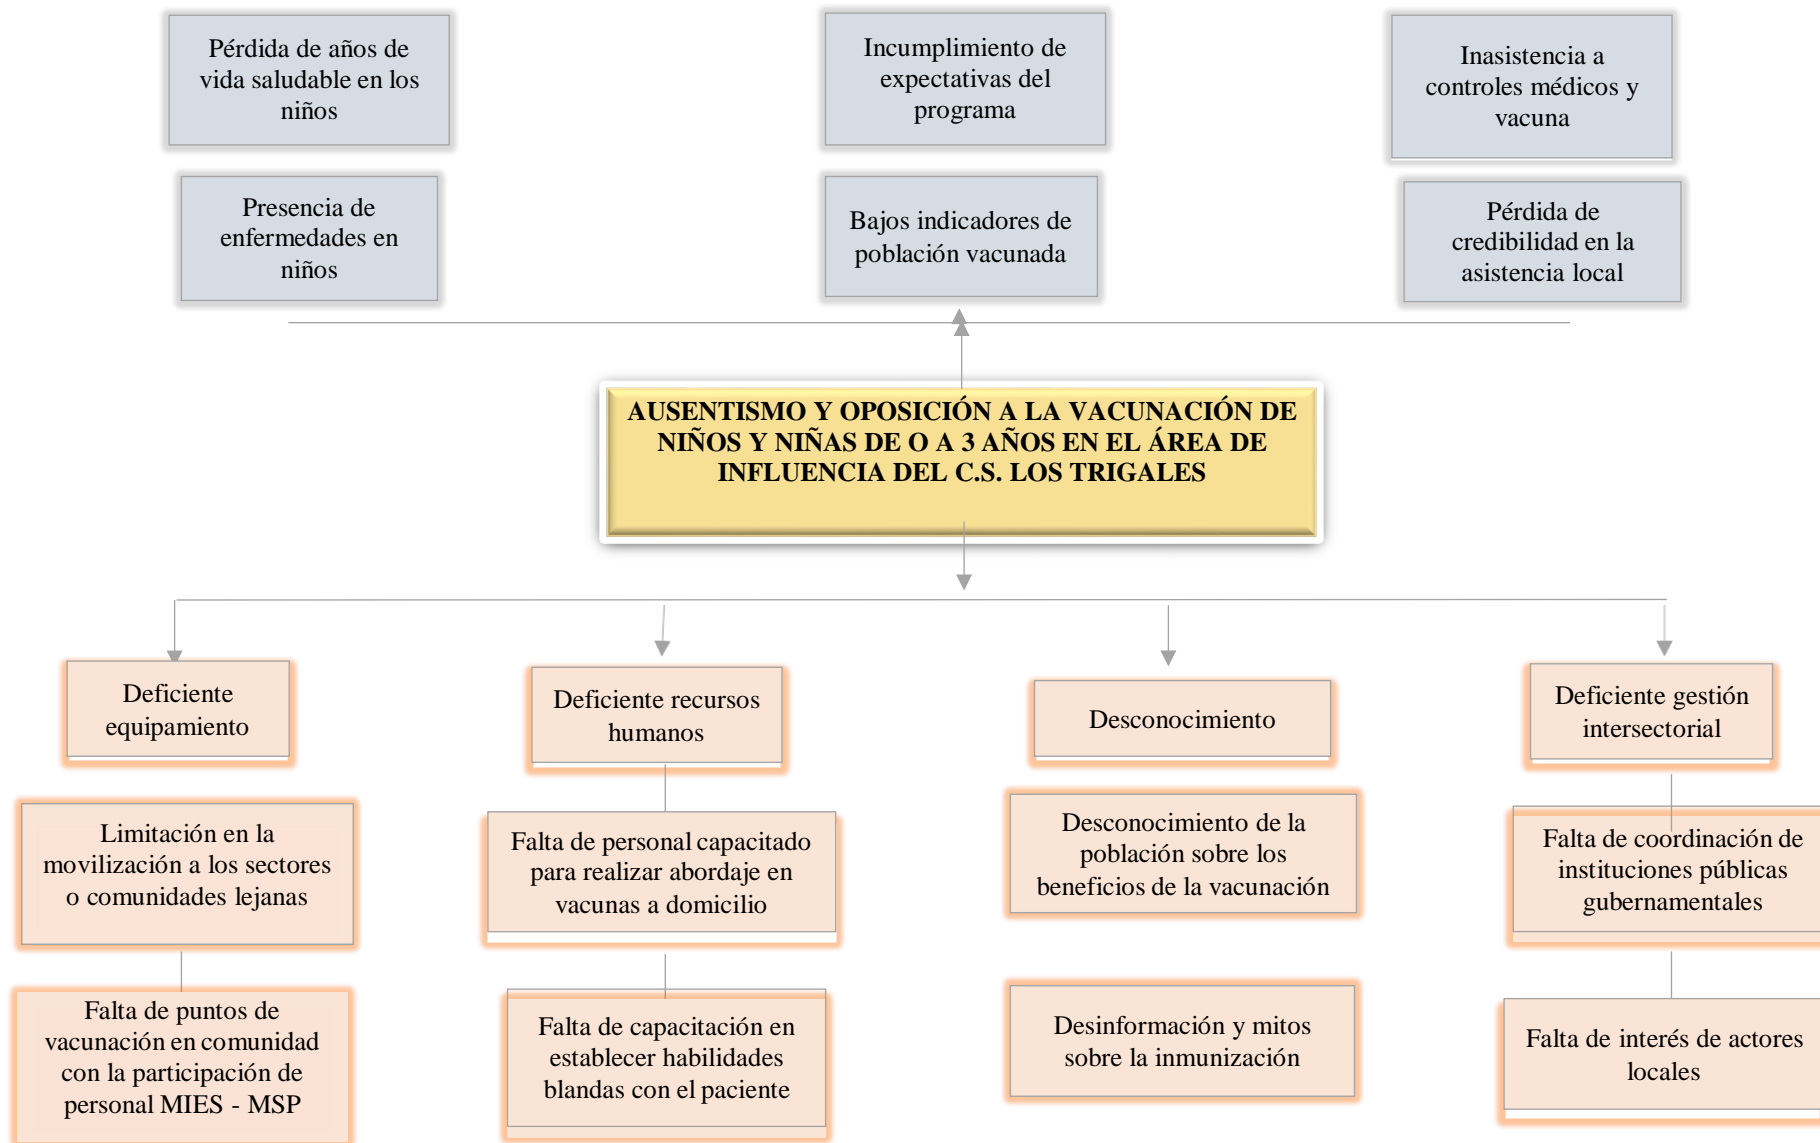 Pérdida de años de
vida saludable en los
niños
Incumplimiento de
expectativas del
programa
Inasistencia a
controles médicos y
vacuna
Presencia de
enfermedades en
niños
Bajos indicadores de
población vacunada
Pérdida de
credibilidad en la
asistencia local
AUSENTISMO Y OPOSICIÓN A LA VACUNACIÓN DE
NIÑOS Y NIÑAS DE O A 3 AÑOS EN EL ÁREA DE
INFLUENCIA DEL C.S. LOS TRIGALES
Deficiente
equipamiento
Deficiente recursos
humanos
Desconocimiento
Deficiente gestión
intersectorial
Limitación en la
movilización a los sectores
o comunidades lejanas
Falta de personal capacitado
para realizar abordaje en
vacunas a domicilio
Desconocimiento de la
población sobre los
beneficios de la vacunación
Falta de coordinación de
instituciones públicas
gubernamentales
Falta de puntos de
vacunación en comunidad
con la participación de
personal MIES - MSP
Falta de capacitación en
establecer habilidades
blandas con el paciente
Desinformación y mitos
sobre la inmunización
Falta de interés de actores
locales